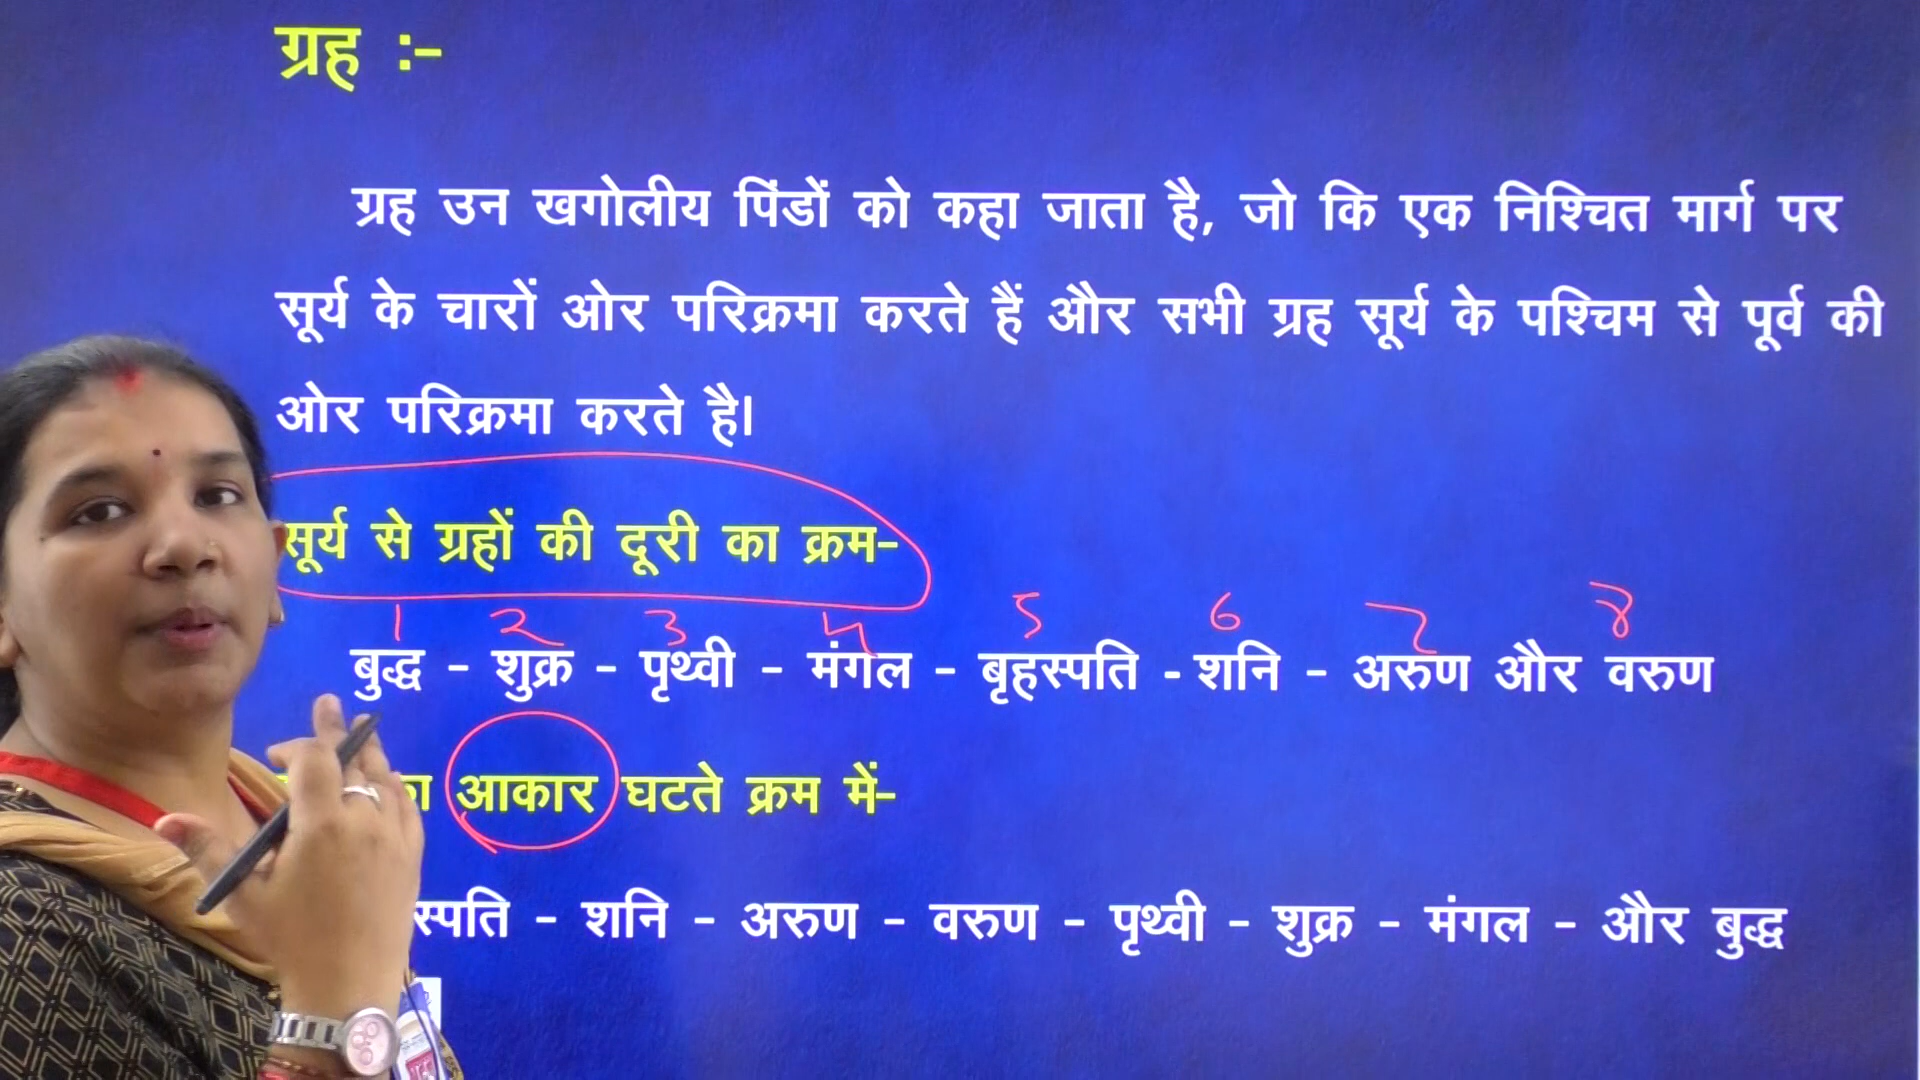 ग्रह :-
ग्रह उन खगोलीय पिंडों को कहा जाता है, जो कि एक निश्चित मार्ग पर
सूर्य के चारों ओर परिक्रमा करते हैं और सभी ग्रह सूर्य के पश्चिम से पूर्व की
ओर परिक्रमा करते है।
सूर्य से ग्रहों की दूरी का क्रम-
1 2 3 4 5 6 7 8
बुद्ध - शुक्र - पृथ्वी - मंगल - बृहस्पति - शनि - अरुण और वरुण
आकार घटते क्रम में-
स्पति - शनि - अरुण - वरुण - पृथ्वी - शुक्र - मंगल - और बुद्ध